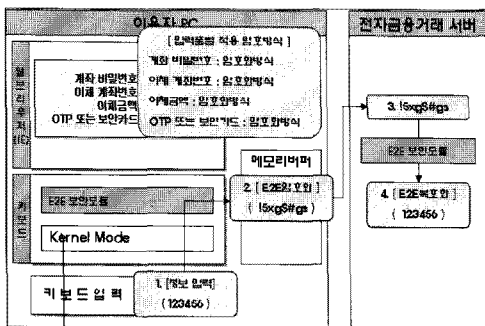 이용자 PC
전자금융거래 서버
[ 입력폼별 적용 암호방식 ]
계좌 비밀번호 : 암호화방식
이체 계좌번호 : 암호화방식
이체금액 : 암호화방식
OTP 또는 보안카드 : 암호화방식
계좌 비밀번호
이체 계좌번호
이체금액
OTP 또는 보안카드
메모리버퍼
3. !5xgS#gs
E2E 보안모듈
키보드
E2E 보안모듈
2. [E2E암호화]
( !5xgS#gs )
4. [ E2E복호화 ]
( 123456 )
Kernel Mode
키 보 드 입 력
1. [정보 입력]
(123456)